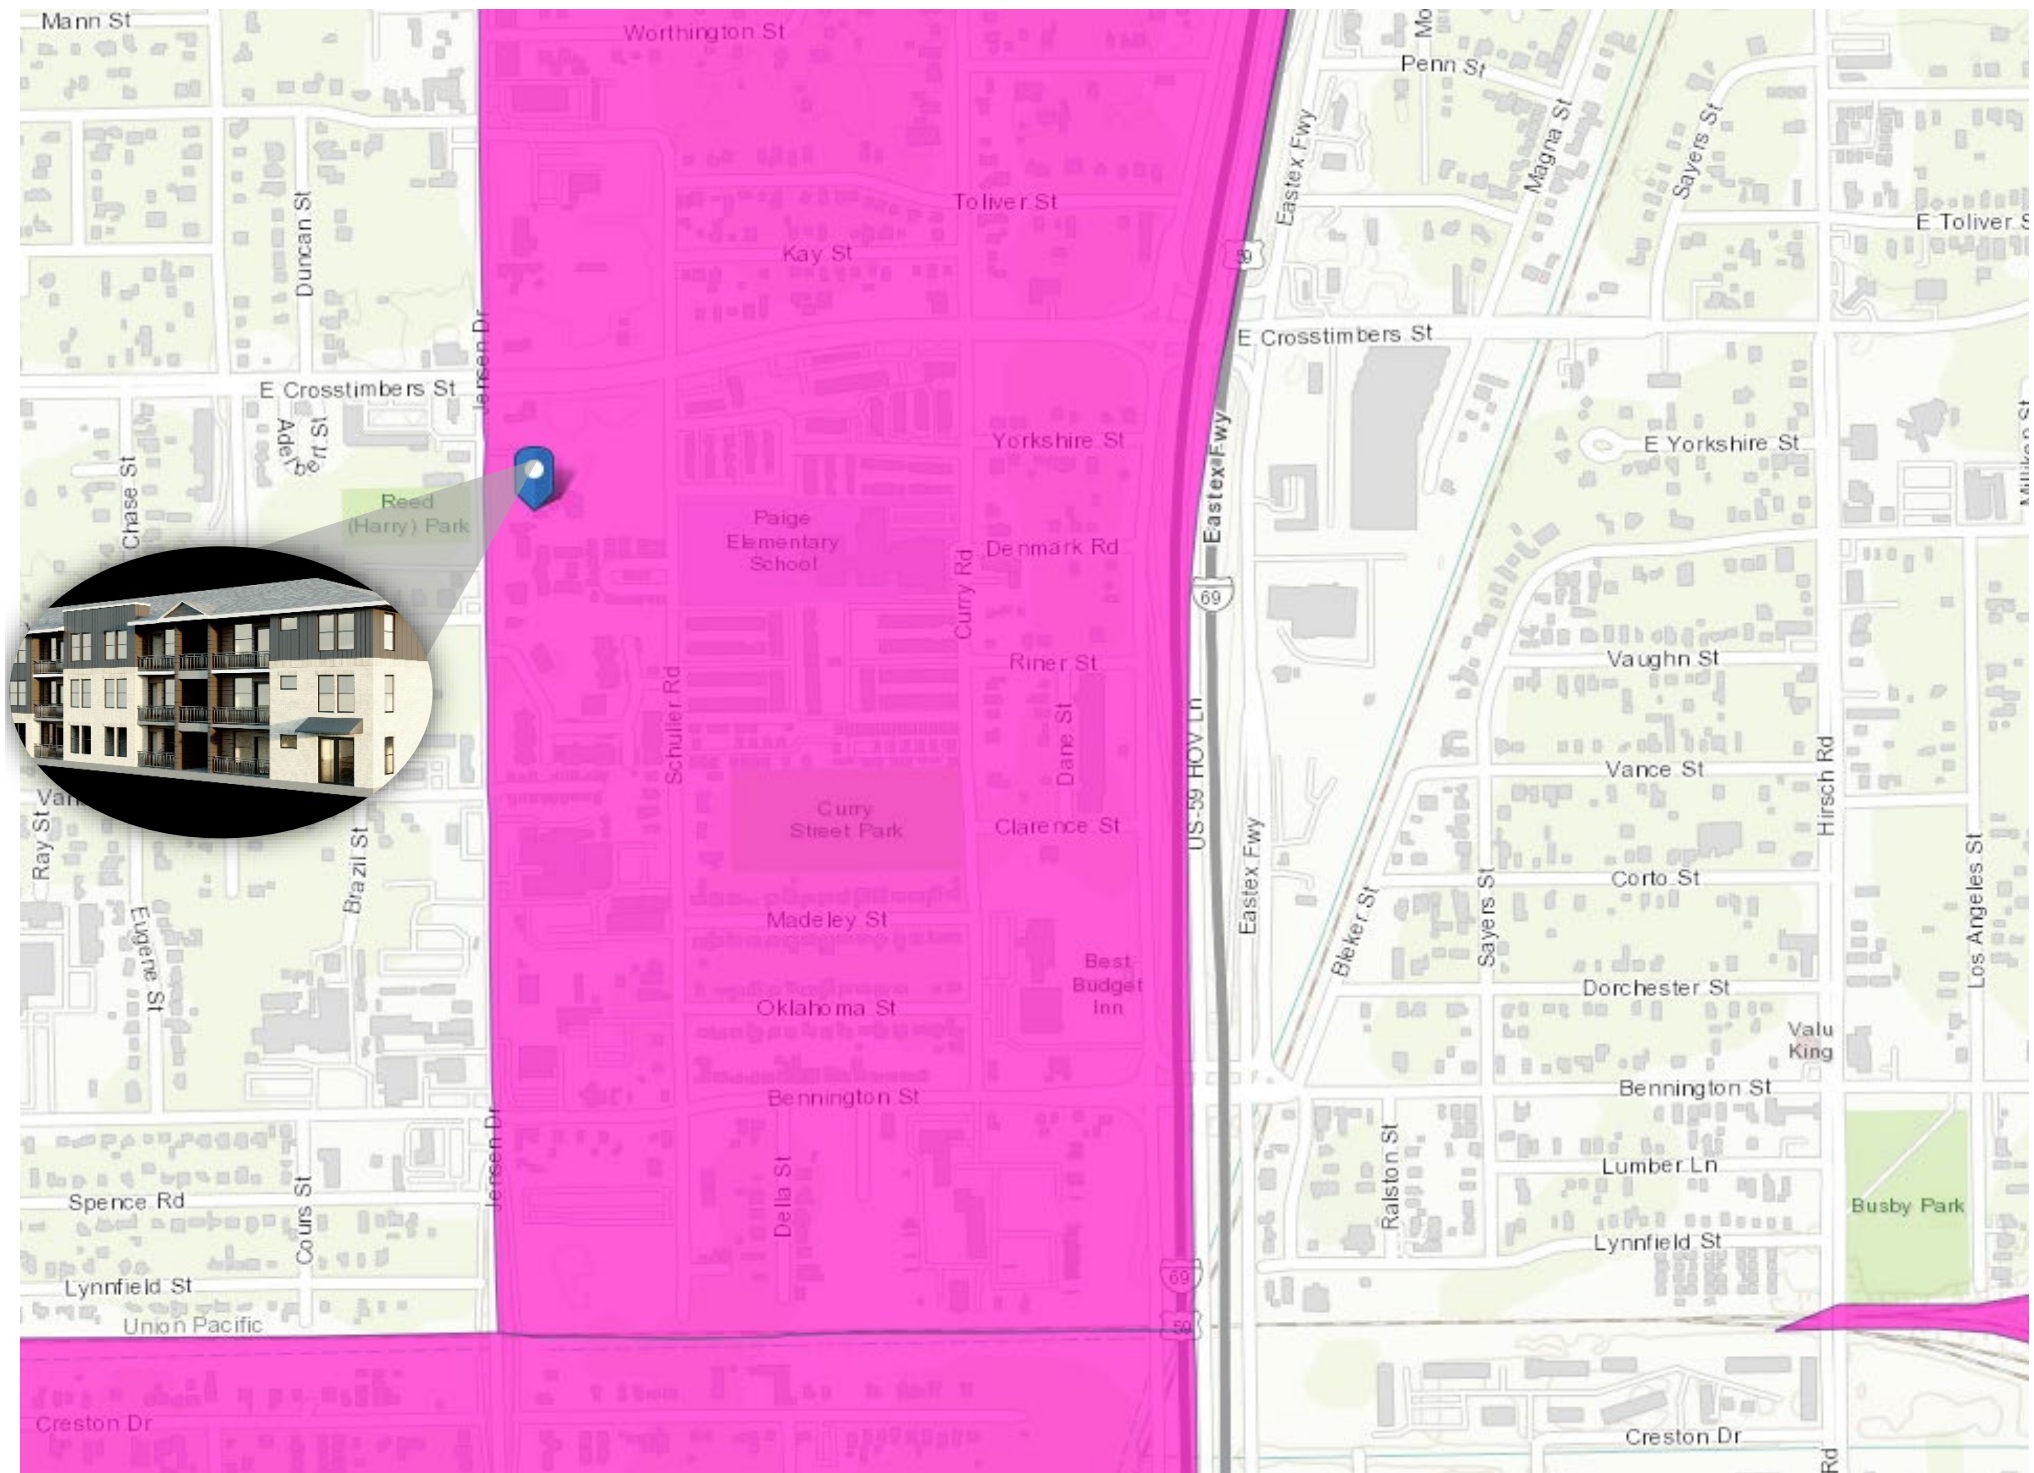 Mann St
Worthington St
Mo
Penn St
Magna St
Sayers St
Eastex Fwy
Duncan St
Toliver St
E Toliver S
Kay St
59
Jensen Dr
E Crosstimbers St
E Crosstimbers St
Adelbert St
Chase St
Reed
(Harry) Park
Yorkshire St
Eastex Fwy
E Yorkshire St
Milliken St
Paige
Elementary
School
Denmark Rd
Curry Rd
69
Riner St
Vaughn St
Schuller Rd
Dane St
US-59 HOV Ln
Vance St
Hirsch Rd
Van
Ray St
Brazil St
Curry
Street Park
Clarence St
Eastex Fwy
Corto St
Los Angeles St
Eugene St
Madeley St
Bleker St
Sayers St
Best
Budget
Inn
Dorchester St
Oklahoma St
Valu
King
Bennington St
Bennington St
Jensen Dr
Ralston St
Lumber Ln
Della St
Cours St
Spence Rd
Busby Park
Lynnfield St
Lynnfield St
69
59
Union Pacific
Creston Dr
Creston Dr
Rd